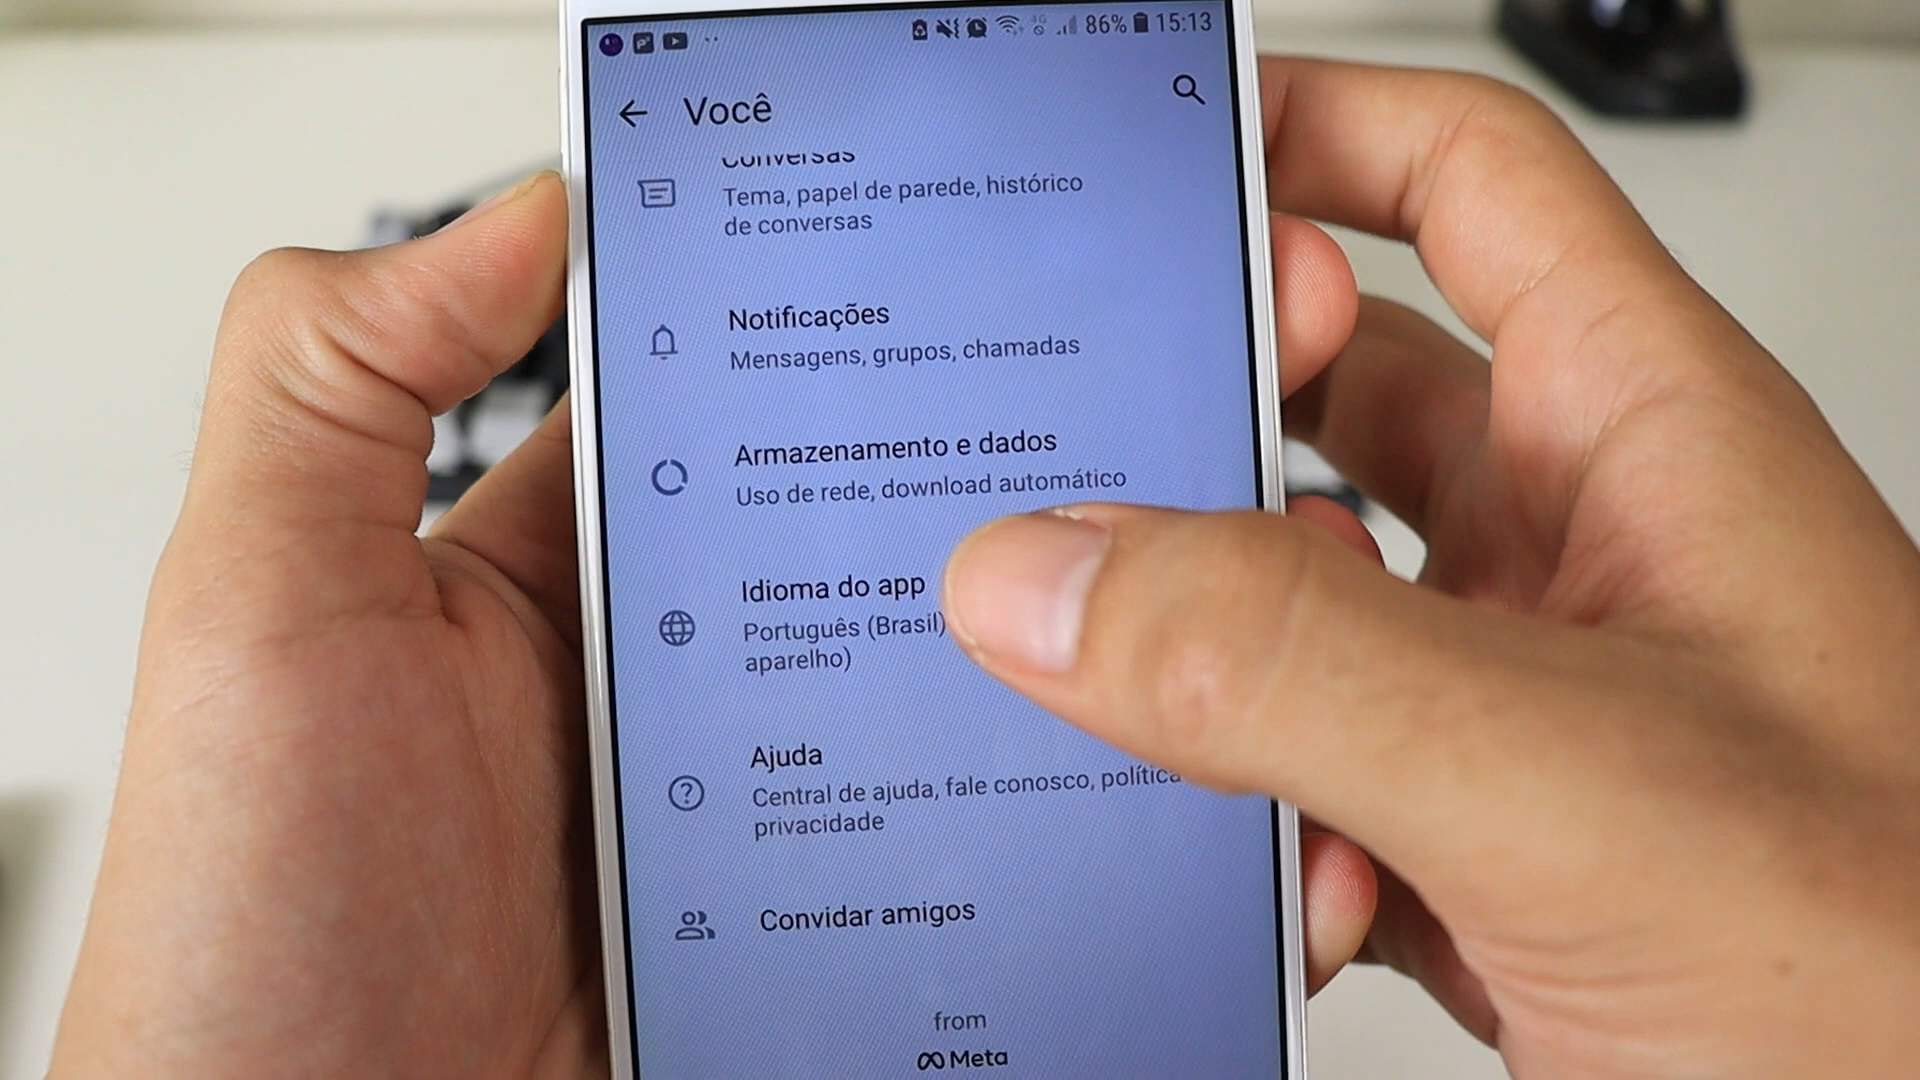 86% 15:13
Você
Conversas
Tema, papel de parede, histórico
de conversas
Notificações
Mensagens, grupos, chamadas
Armazenamento e dados
Uso de rede, download automático
Idioma do app
Português (Brasil)
aparelho)
Ajuda
Central de ajuda, fale conosco, política
privacidade
Convidar amigos
from
Meta